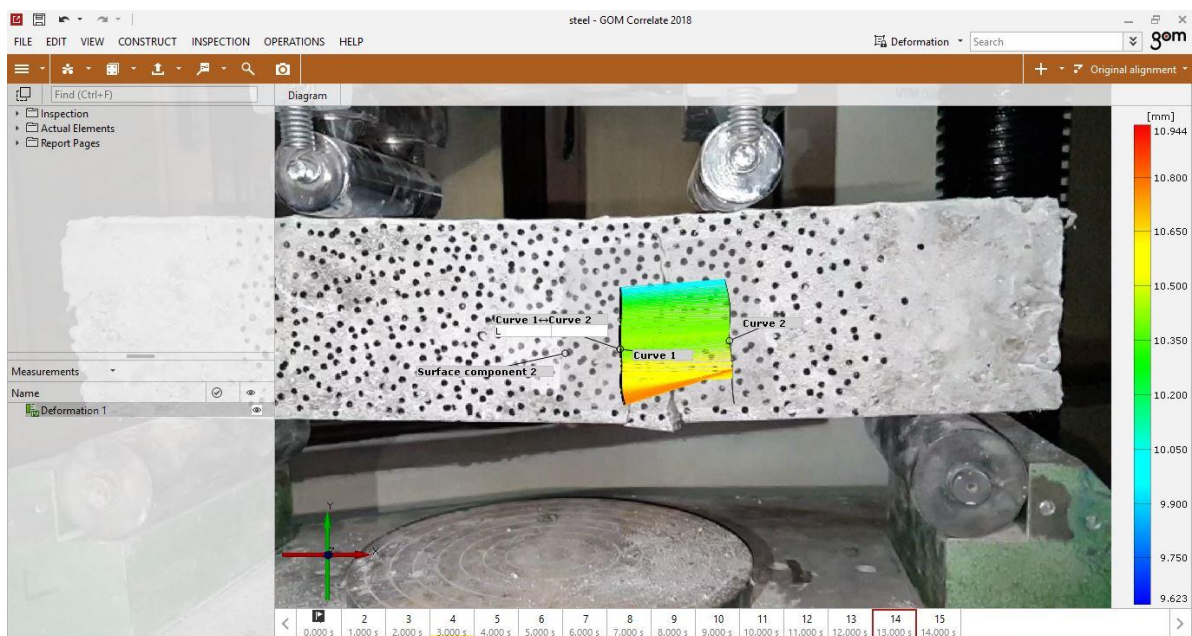 steel - GOM Correlate 2018
FILE EDIT VIEW CONSTRUCT INSPECTION OPERATIONS HELP
Deformation
Search
gom
Original alignment
Find (Ctrl+F)
Diagram
Inspection
Actual Elements
Report Pages
[mm]
10.944
10.800
10.650
10.500
10.350
10.200
10.050
9.900
9.750
9.623
Curve 1↔Curve 2
L
Curve 2
Curve 1
Surface component 2
Measurements
Name
Deformation 1
Y
X
2 3 4 5 6 7 8 9 10 11 12 13 14 15
0.000 s 1.000 s 2.000 s 3.000 s 4.000 s 5.000 s 6.000 s 7.000 s 8.000 s 9.000 s 10.000 s 11.000 s 12.000 s 13.000 s 14.000 s